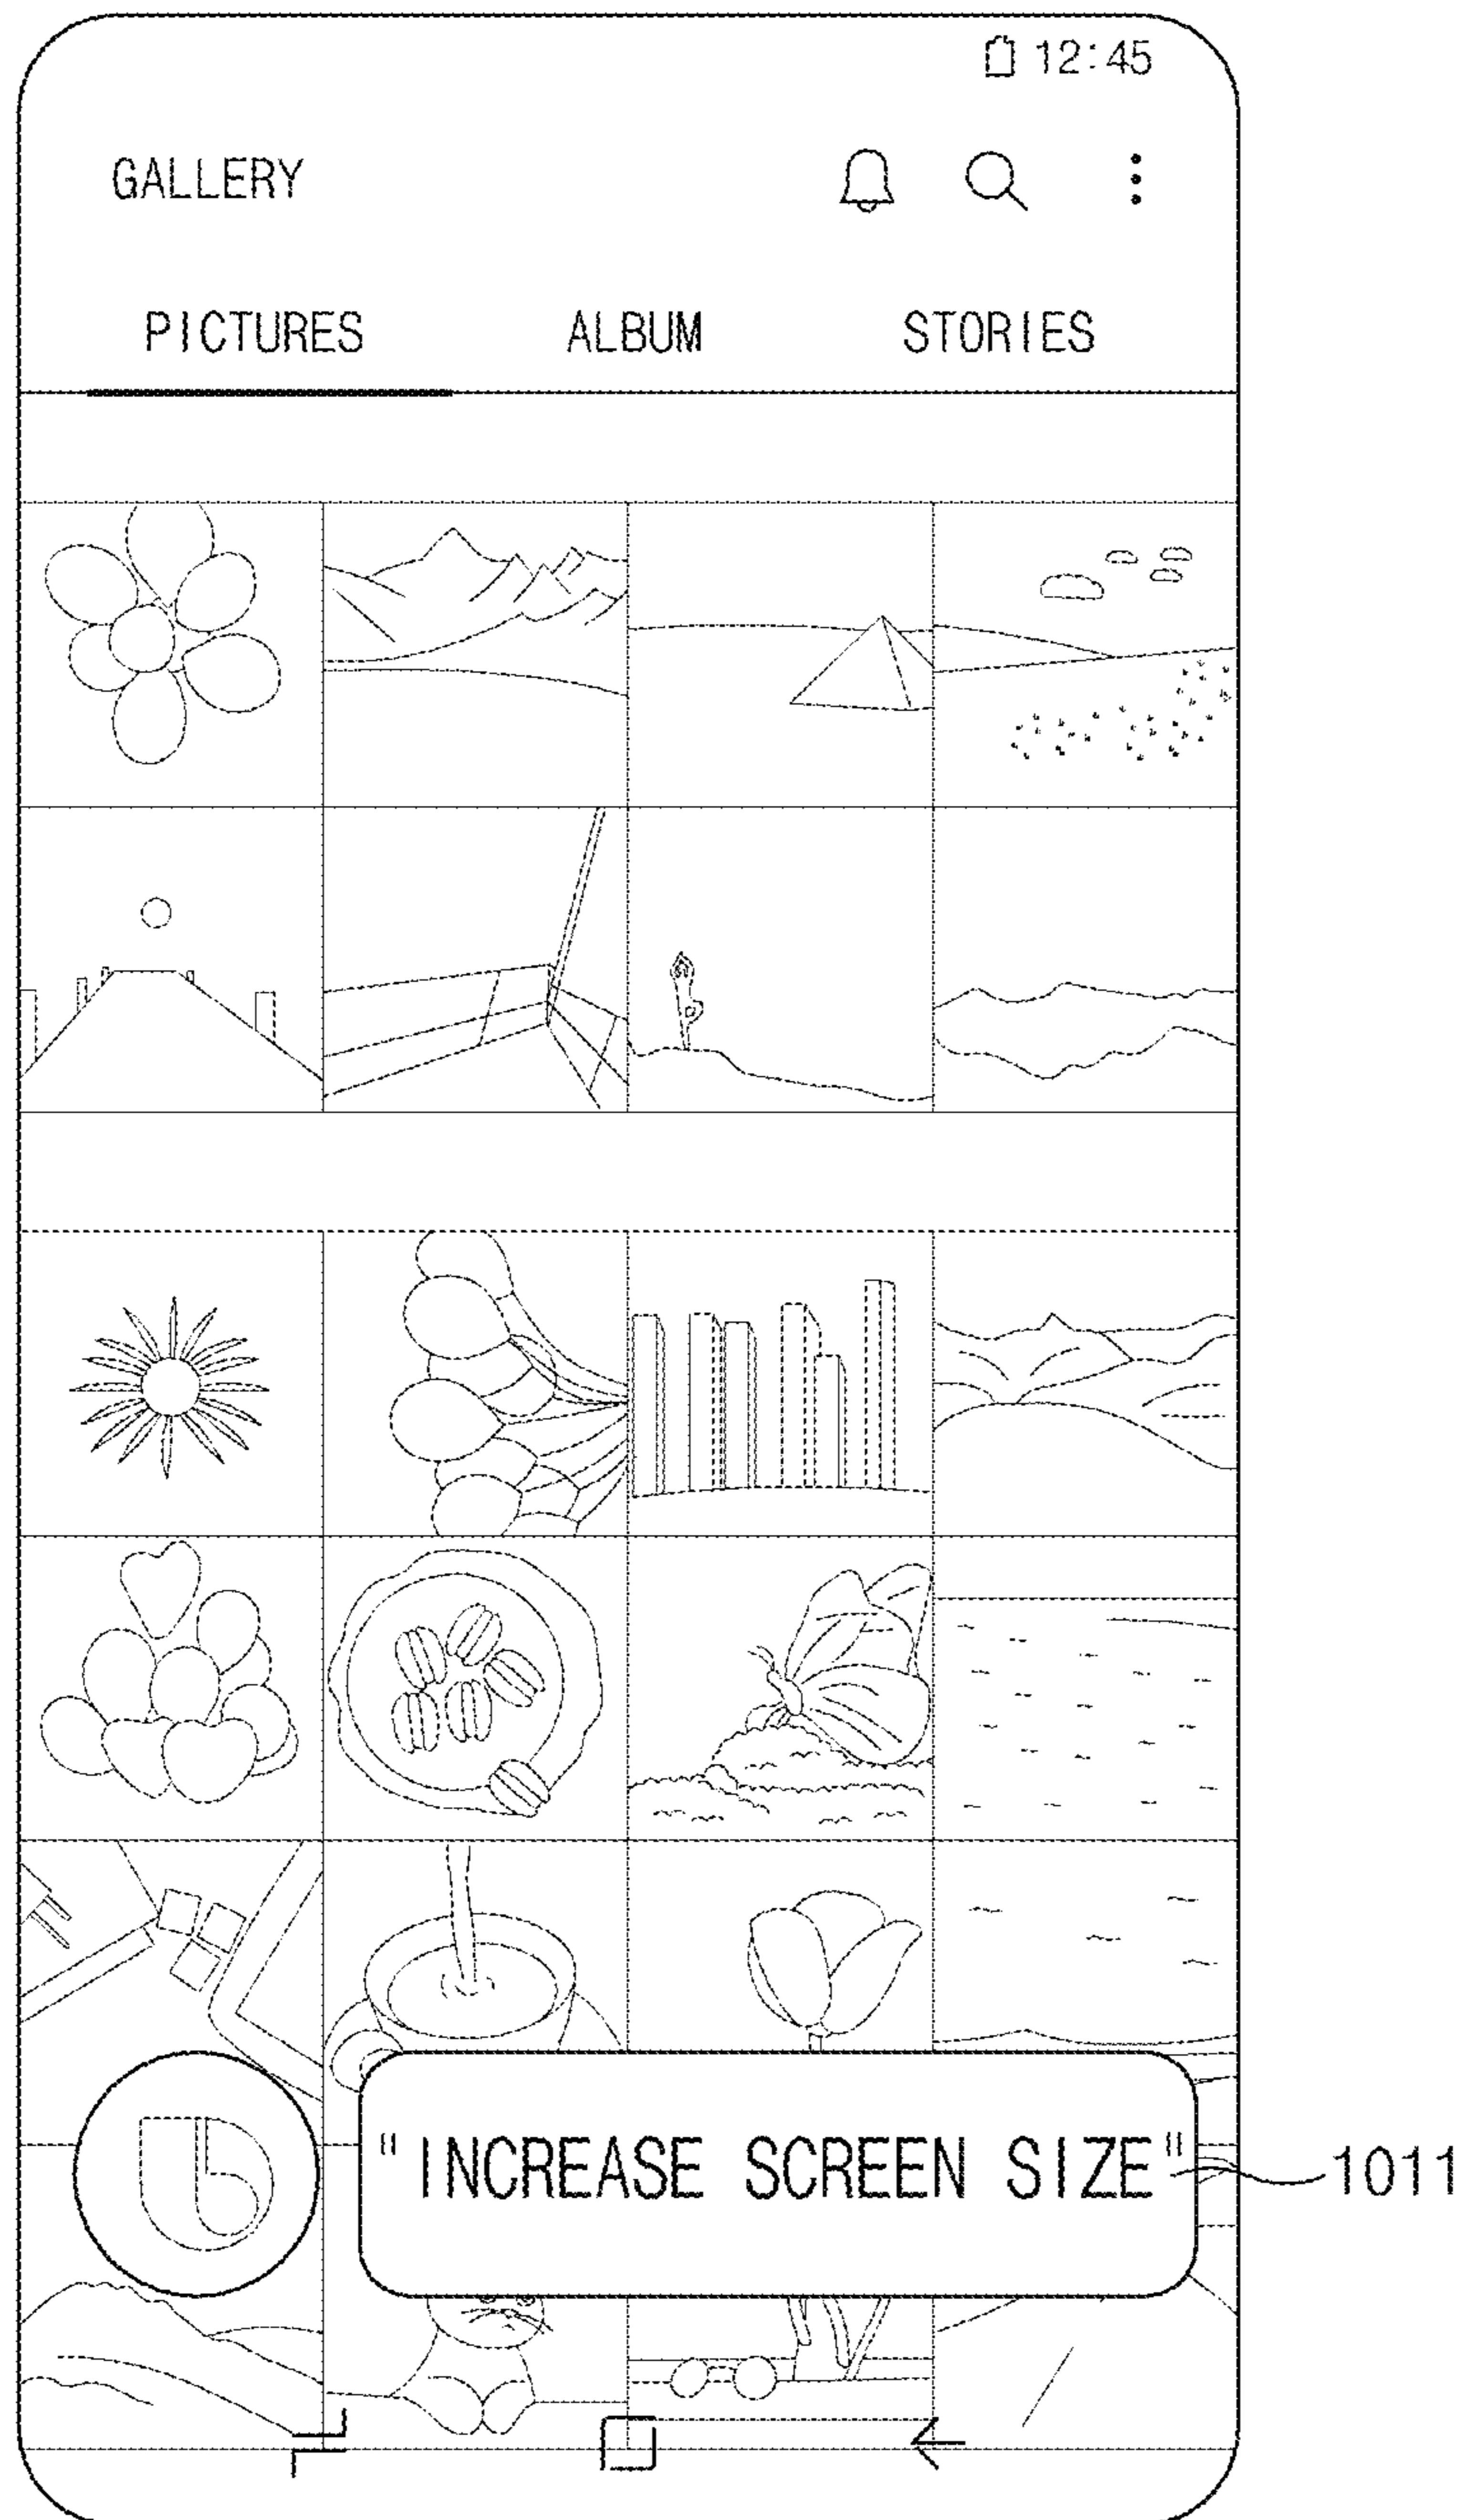 12:45
GALLERY
PICTURES ALBUM STORIES
"INCREASE SCREEN SIZE"
1011